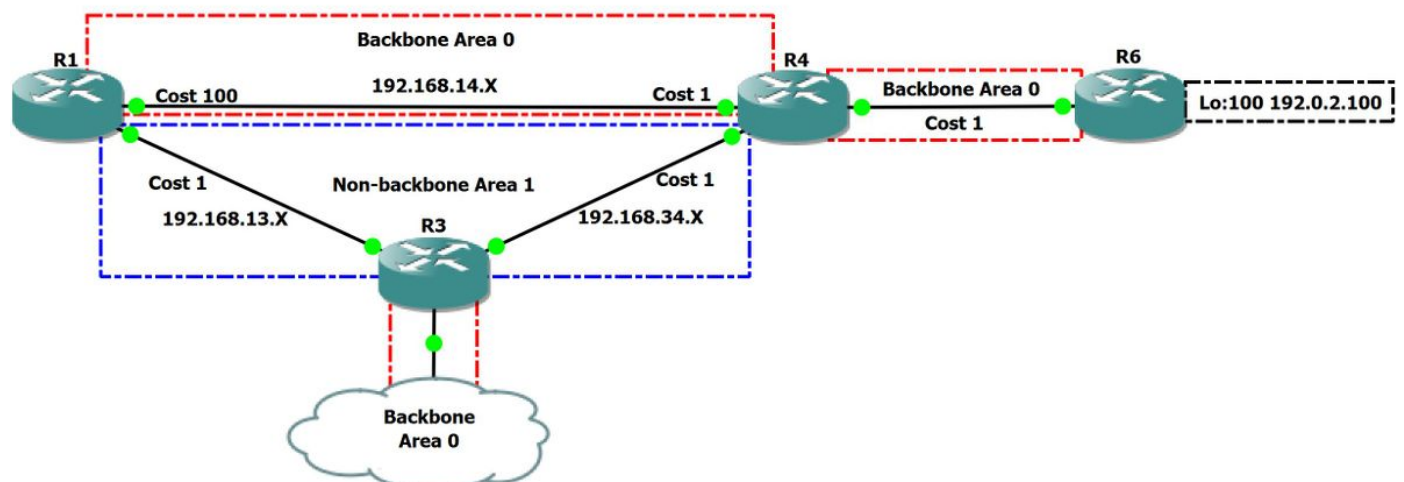 Backbone Area 0
R1
R4
R6
192.168.14.X
Cost 100
Cost 1
Backbone Area 0
Lo:100 192.0.2.100
Cost 1
Cost 1
Non-backbone Area 1
Cost 1
192.168.13.X
192.168.34.X
R3
Backbone
Area 0